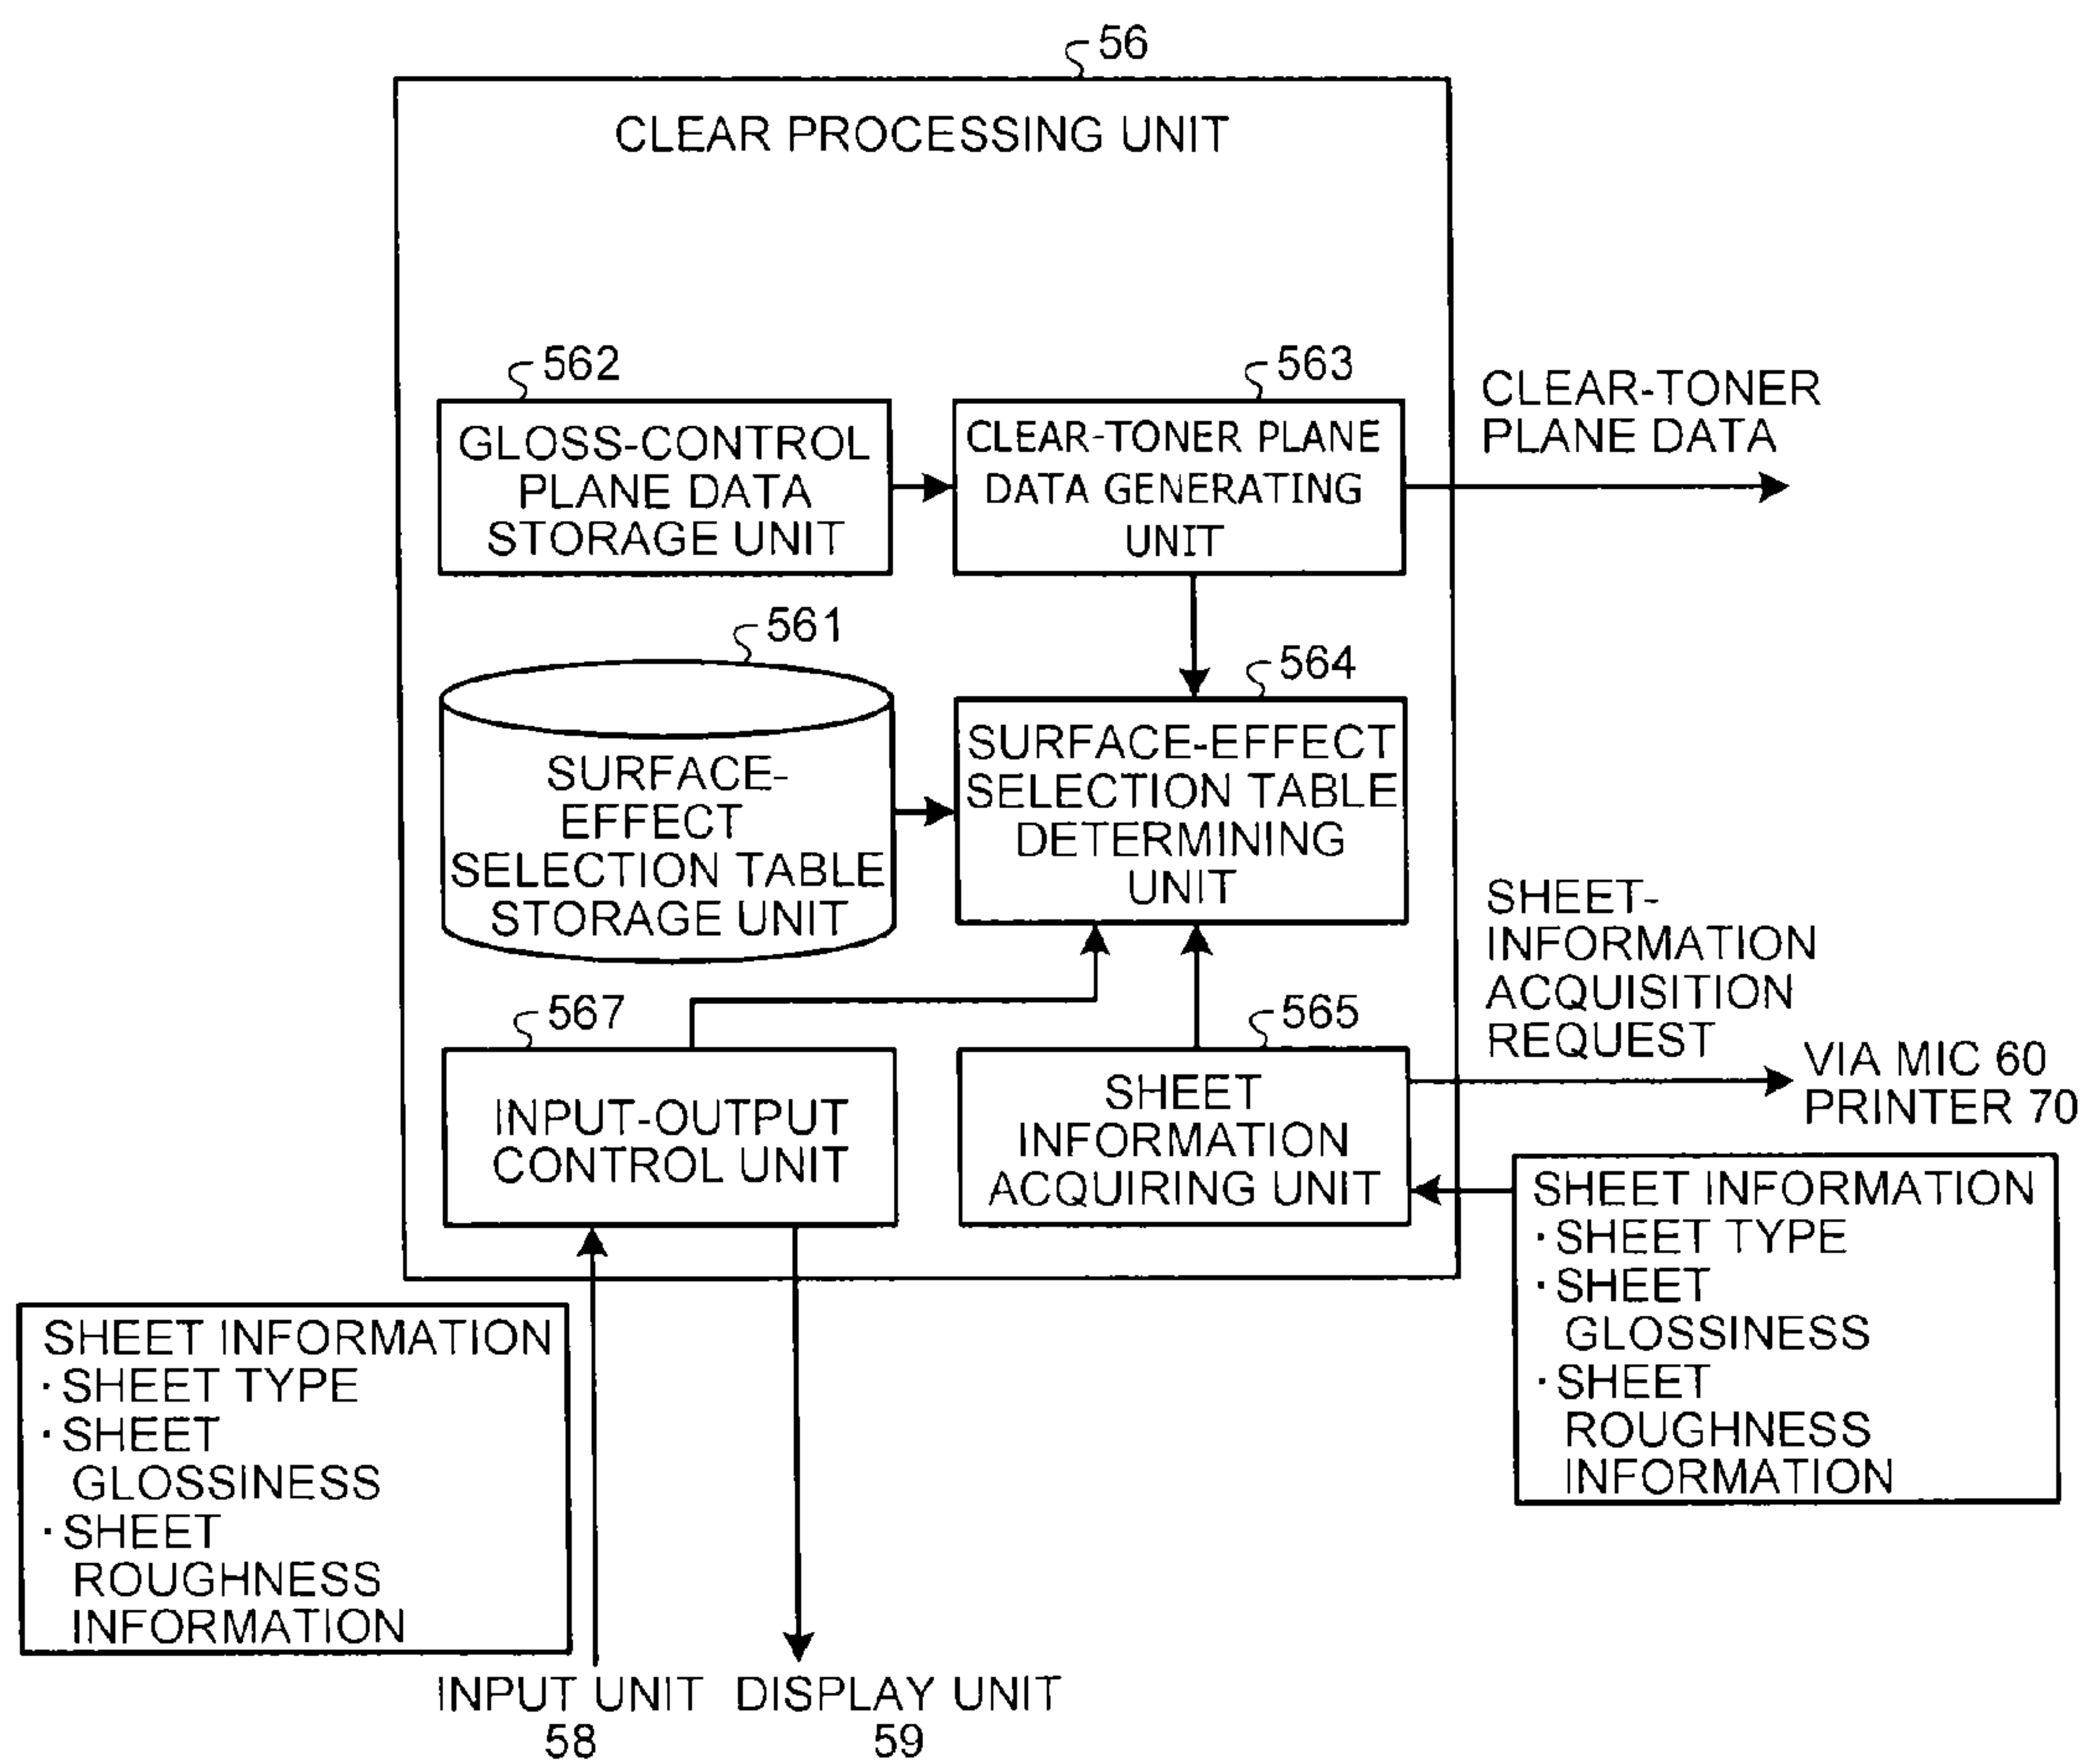 56
CLEAR PROCESSING UNIT
562
GLOSS-CONTROL
PLANE DATA
STORAGE UNIT
563
CLEAR-TONER PLANE
DATA GENERATING
UNIT
CLEAR-TONER
PLANE DATA
561
SURFACE-
EFFECT
SELECTION TABLE
STORAGE UNIT
564
SURFACE-EFFECT
SELECTION TABLE
DETERMINING
UNIT
SHEET-
INFORMATION
ACQUISITION
REQUEST
VIA MIC 60
PRINTER 70
567
INPUT-OUTPUT
CONTROL UNIT
565
SHEET
INFORMATION
ACQUIRING UNIT
SHEET INFORMATION
·SHEET TYPE
·SHEET
GLOSSINESS
·SHEET
ROUGHNESS
INFORMATION
SHEET INFORMATION
·SHEET TYPE
·SHEET
GLOSSINESS
·SHEET
ROUGHNESS
INFORMATION
INPUT UNIT
58
DISPLAY UNIT
59